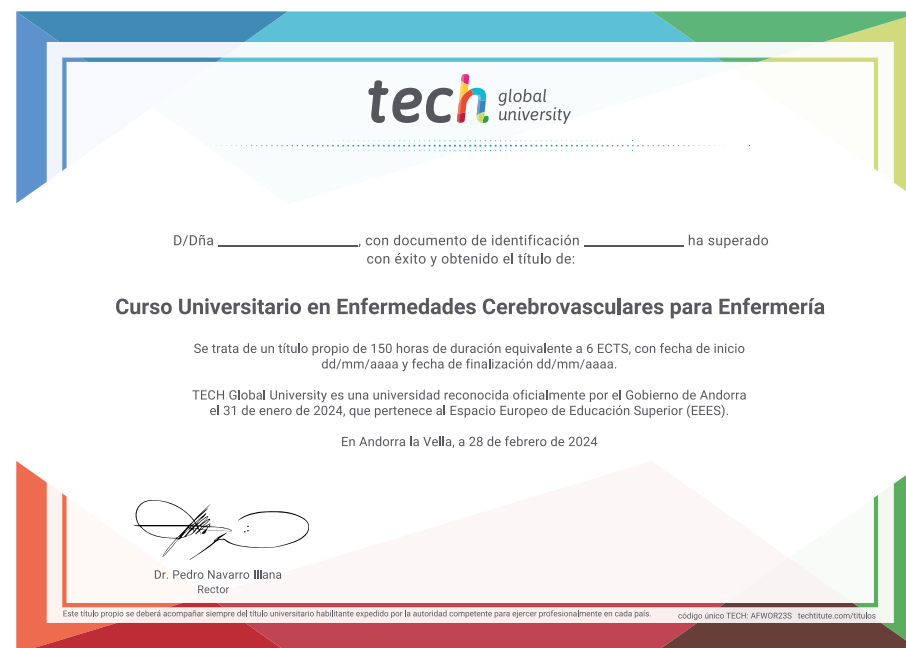 tech global
university
D/Dña ____________________, con documento de identificación ______________ ha superado
con éxito y obtenido el título de:
Curso Universitario en Enfermedades Cerebrovasculares para Enfermería
Se trata de un título propio de 150 horas de duración equivalente a 6 ECTS, con fecha de inicio
dd/mm/aaaa y fecha de finalización dd/mm/aaaa.
TECH Global University es una universidad reconocida oficialmente por el Gobierno de Andorra
el 31 de enero de 2024, que pertenece al Espacio Europeo de Educación Superior (EEES).
En Andorra la Vella, a 28 de febrero de 2024
Dr. Pedro Navarro Illana
Rector
Este título propio se deberá acompañar siempre del título universitario habilitante expedido por la autoridad competente para ejercer profesionalmente en cada país.
código único TECH: AFWOR23S techtitute.com/titulos